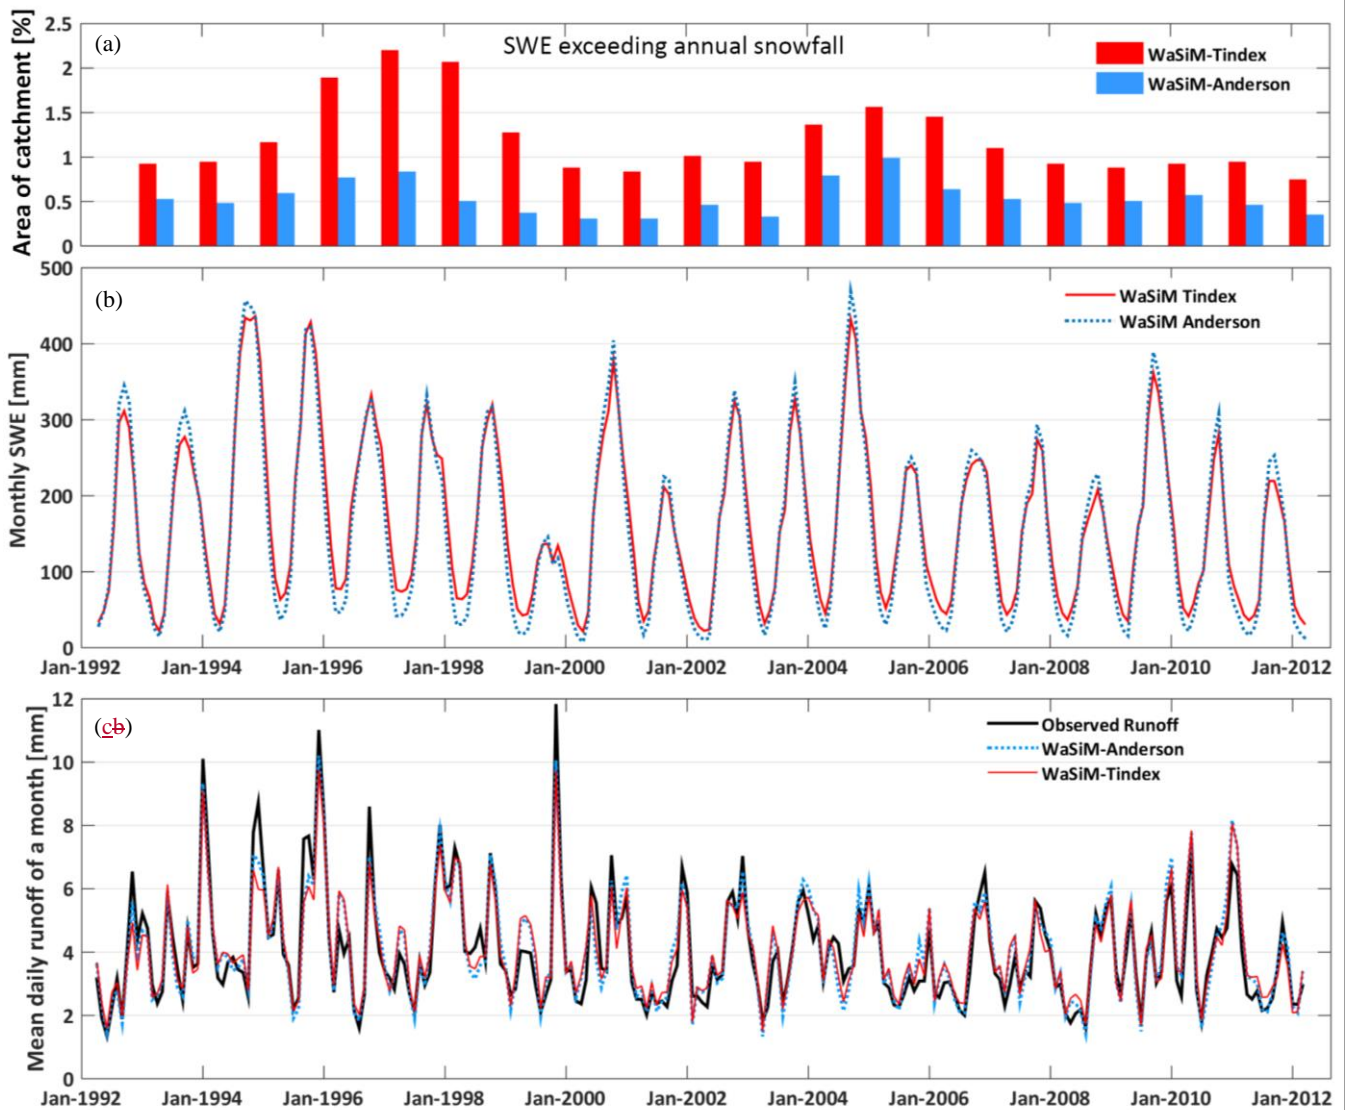 Area of catchment [%]
2.5
2
1.5
1
0.5
0
(a)
SWE exceeding annual snowfall
WaSiM-Tindex
WaSiM-Anderson
Monthly SWE [mm]
500
400
300
200
100
0
(b)
WaSiM Tindex
WaSiM Anderson
Jan-1992 Jan-1994 Jan-1996 Jan-1998 Jan-2000 Jan-2002 Jan-2004 Jan-2006 Jan-2008 Jan-2010 Jan-2012
Mean daily runoff of a month [mm]
12
10
8
6
4
2
0
(cb)
Observed Runoff
WaSiM-Anderson
WaSiM-Tindex
Jan-1992 Jan-1994 Jan-1996 Jan-1998 Jan-2000 Jan-2002 Jan-2004 Jan-2006 Jan-2008 Jan-2010 Jan-2012